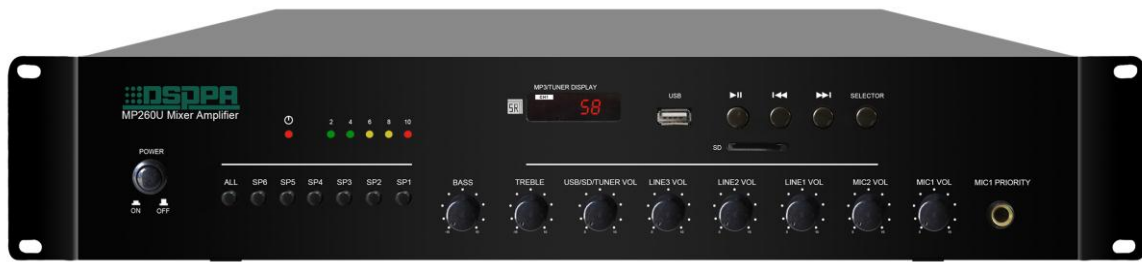 DSPPA
MP260U Mixer Amplifier
MP3/TUNER DISPLAY
58
USB
SELECTOR
SD
2 4 6 8 10
POWER
ON OFF
ALL SP6 SP5 SP4 SP3 SP2 SP1
BASS TREBLE USB/SD/TUNER VOL LINE3 VOL LINE2 VOL LINE1 VOL MIC2 VOL MIC1 VOL MIC1 PRIORITY